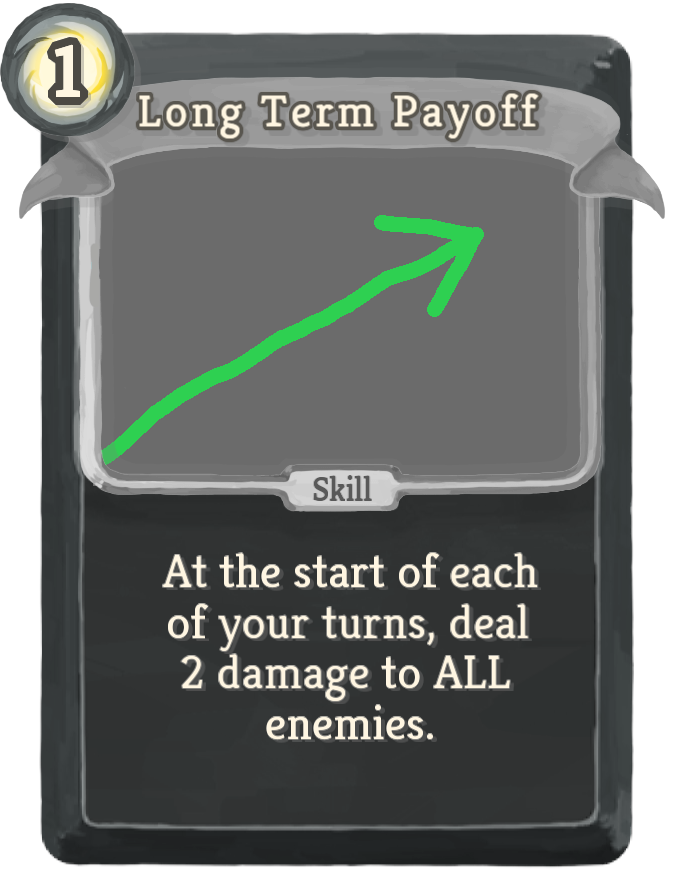 1
Long Term Payoff
Skill
At the start of each
of your turns, deal
2 damage to ALL
enemies.